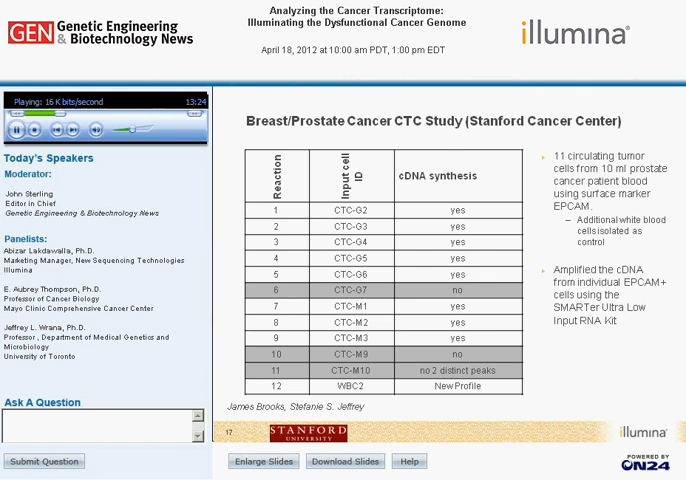 GEN Genetic Engineering
& Biotechnology News
Analyzing the Cancer Transcriptome:
Illuminating the Dysfunctional Cancer Genome
April 18, 2012 at 10:00 am PDT, 1:00 pm EDT
illumina®
Playing: 16 K bits/second 13:24
Today's Speakers
Moderator:
John Sterling
Editor in Chief
Genetic Engineering & Biotechnology News
Panelists:
Abizar Lakdawalla, Ph.D.
Marketing Manager, New Sequencing Technologies
Illumina
E. Aubrey Thompson, Ph.D.
Professor of Cancer Biology
Mayo Clinic Comprehensive Cancer Center
Jeffrey L. Wrana, Ph.D.
Professor , Department of Medical Genetics and
Microbiology
University of Toronto
Ask A Question
Submit Question
Breast/Prostate Cancer CTC Study (Stanford Cancer Center)
Reaction Input cell ID cDNA synthesis
1 CTC-G2 yes
2 CTC-G3 yes
3 CTC-G4 yes
4 CTC-G5 yes
5 CTC-G6 yes
6 CTC-G7 no
7 CTC-M1 yes
8 CTC-M2 yes
9 CTC-M3 yes
10 CTC-M9 no
11 CTC-M10 no 2 distinct peaks
12 WBC2 New Profile
James Brooks, Stefanie S. Jeffrey
11 circulating tumor
cells from 10 ml prostate
cancer patient blood
using surface marker
EPCAM.
– Additional white blood
cells isolated as
control
Amplified the cDNA
from individual EPCAM+
cells using the
SMARTer Ultra Low
Input RNA Kit
17
STANFORD
UNIVERSITY
illumina®
Enlarge Slides Download Slides Help
POWERED BY
ON24